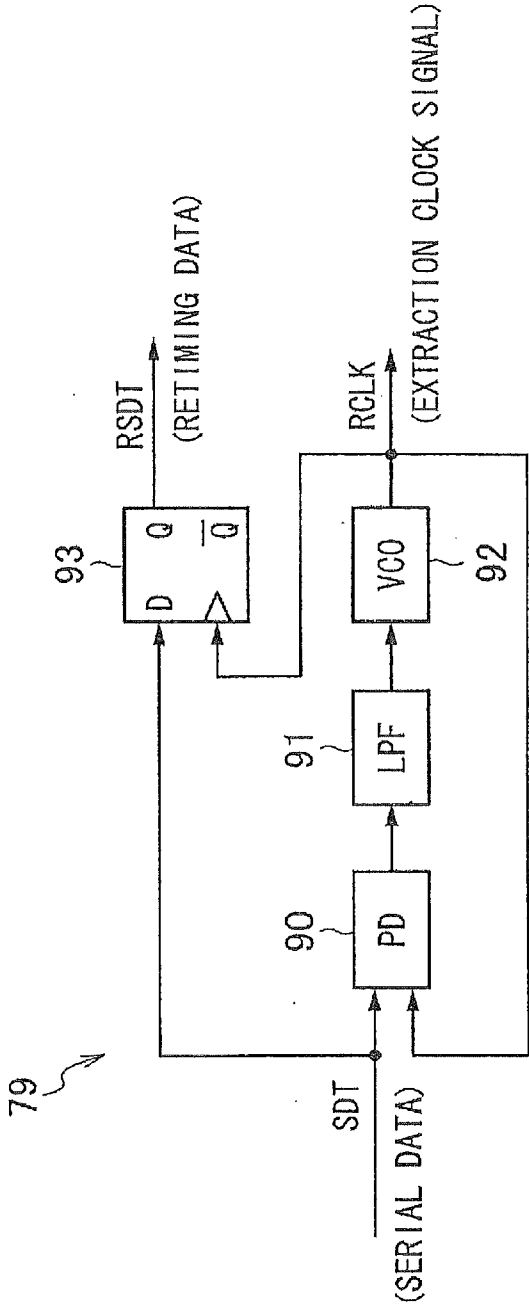 79
93
D Q
Q̅
RSDT
(RETIMING DATA)
SDT
(SERIAL DATA)
90
PD
91
LPF
VCO
92
RCLK
(EXTRACTION CLOCK SIGNAL)